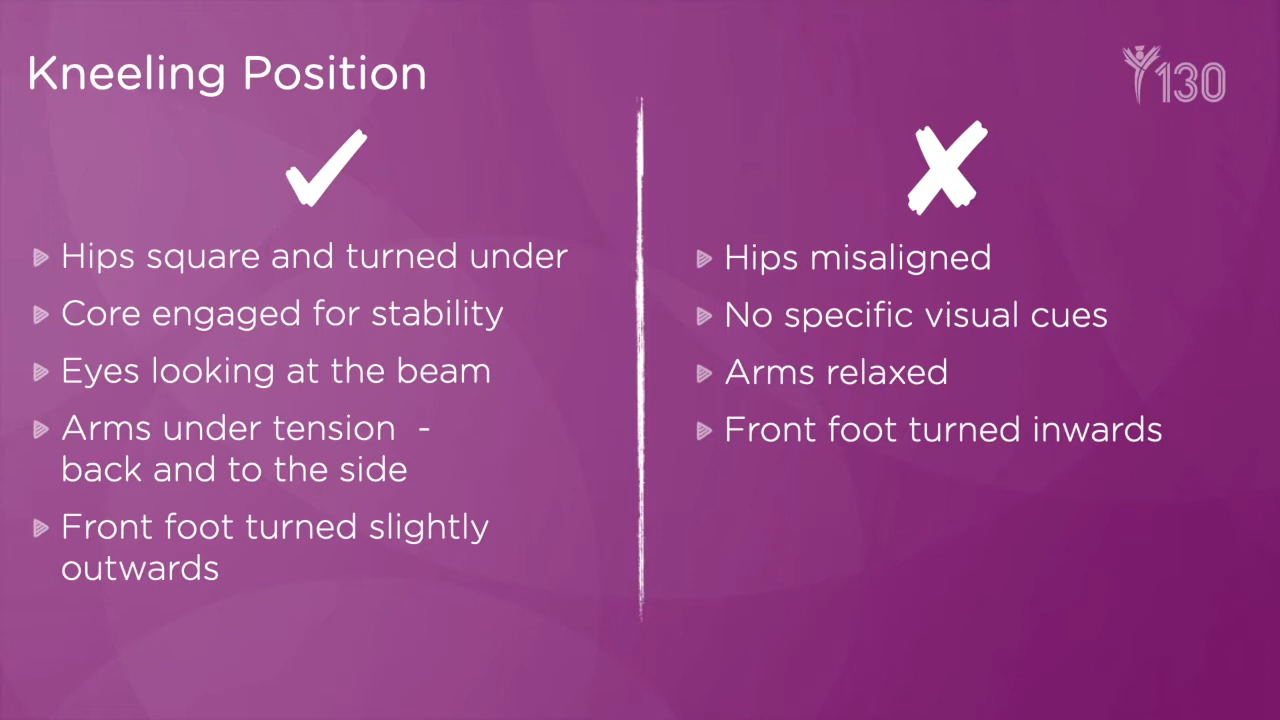 Kneeling Position
130
Hips square and turned under
Core engaged for stability
Eyes looking at the beam
Arms under tension -
back and to the side
Front foot turned slightly
outwards
Hips misaligned
No specific visual cues
Arms relaxed
Front foot turned inwards